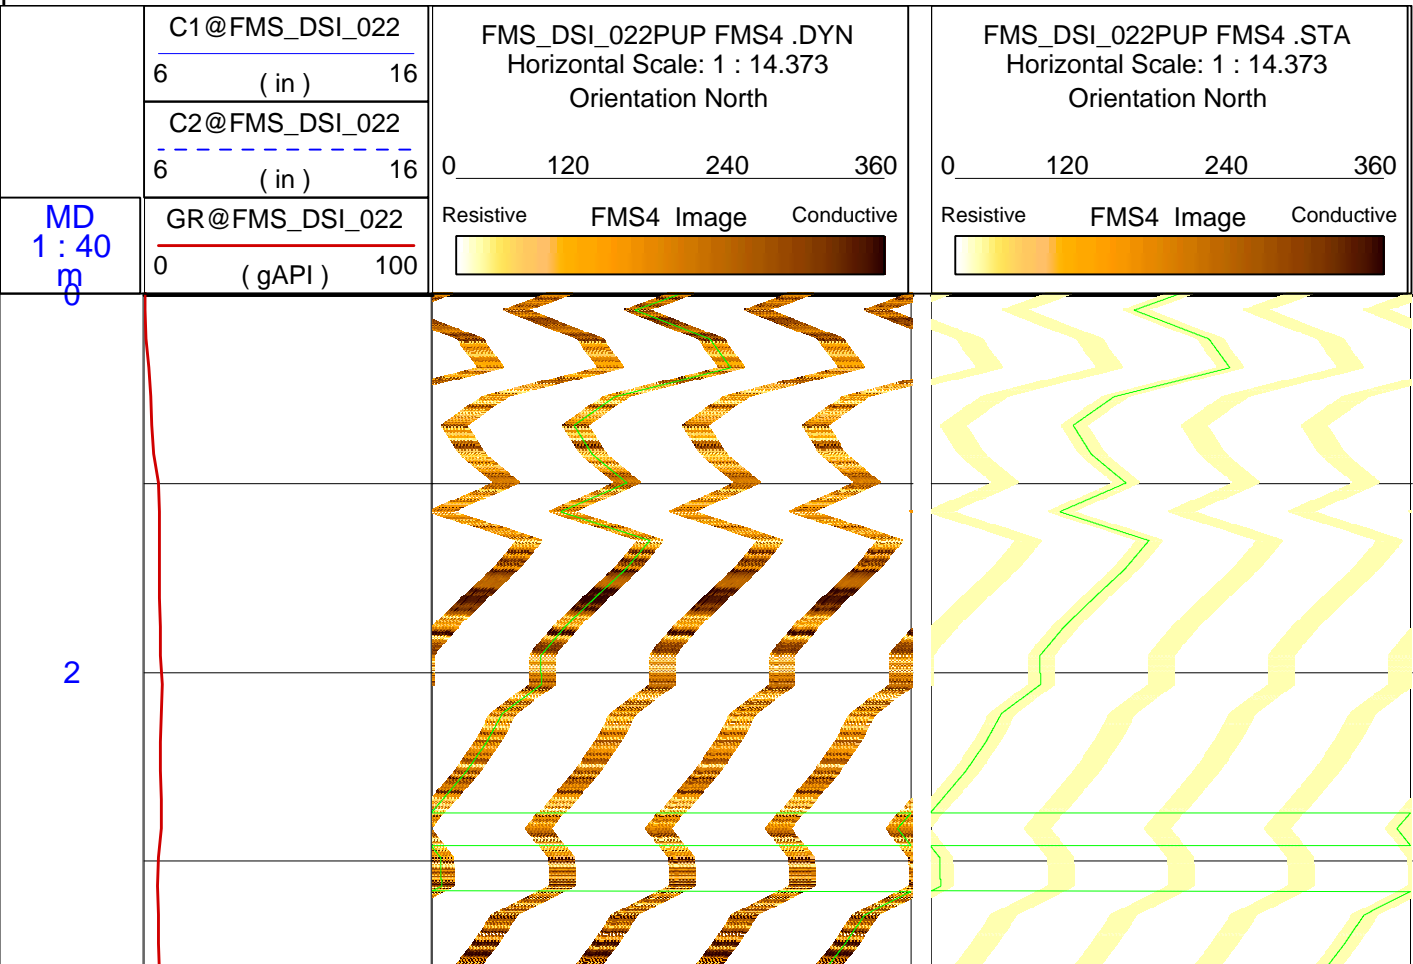 C1@FMS_DSI_022
6 ( in ) 16
C2@FMS_DSI_022
6 ( in ) 16
MD
1 : 40
m
GR@FMS_DSI_022
0 ( gAPI ) 100
FMS_DSI_022PUP FMS4 .DYN
Horizontal Scale: 1 : 14.373
Orientation North
0 120 240 360
Resistive FMS4 Image Conductive
FMS_DSI_022PUP FMS4 .STA
Horizontal Scale: 1 : 14.373
Orientation North
0 120 240 360
Resistive FMS4 Image Conductive
0
2